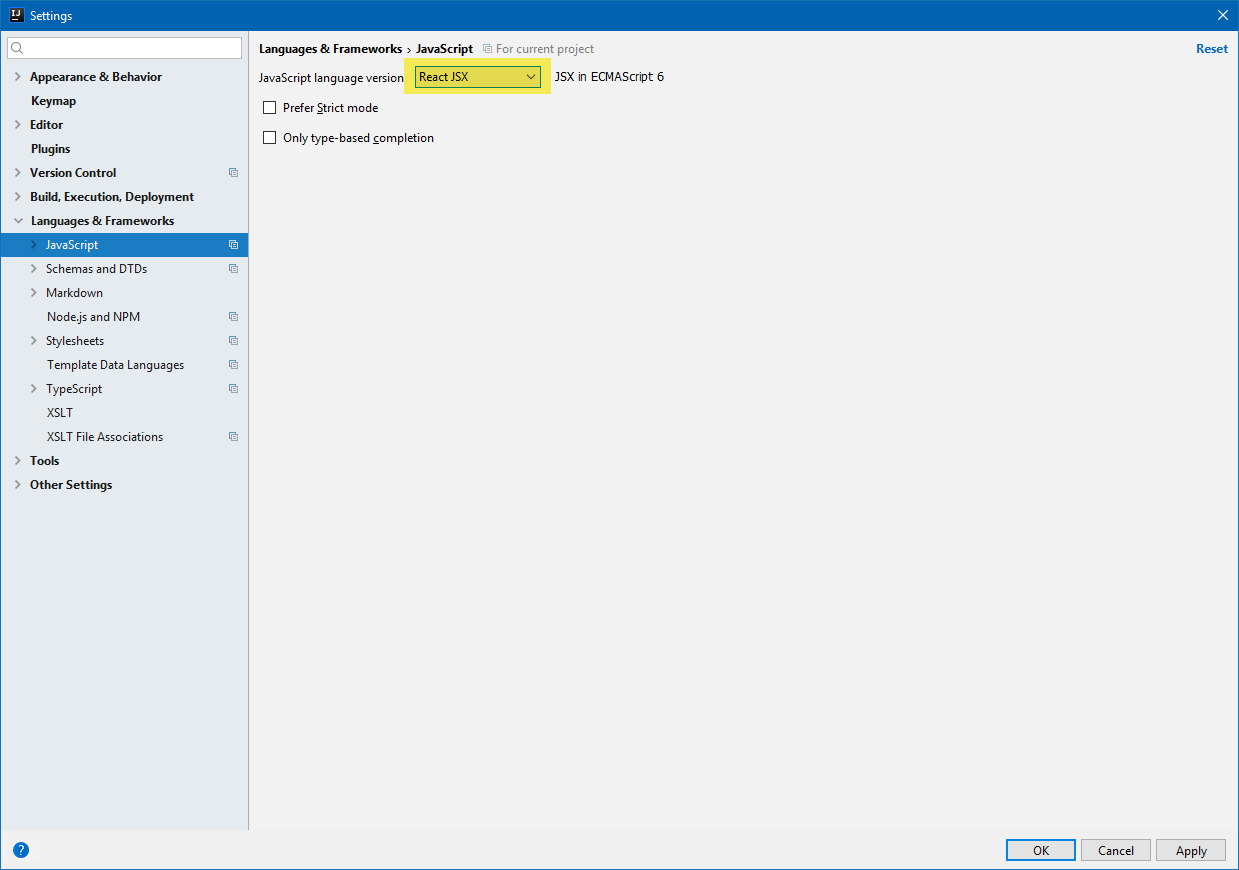 IJ Settings
Languages & Frameworks › JavaScript For current project Reset
Appearance & Behavior
Keymap
Editor
Plugins
Version Control
Build, Execution, Deployment
Languages & Frameworks
JavaScript
Schemas and DTDs
Markdown
Node.js and NPM
Stylesheets
Template Data Languages
TypeScript
XSLT
XSLT File Associations
Tools
Other Settings
JavaScript language version React JSX JSX in ECMAScript 6
Prefer Strict mode
Only type-based completion
? OK Cancel Apply